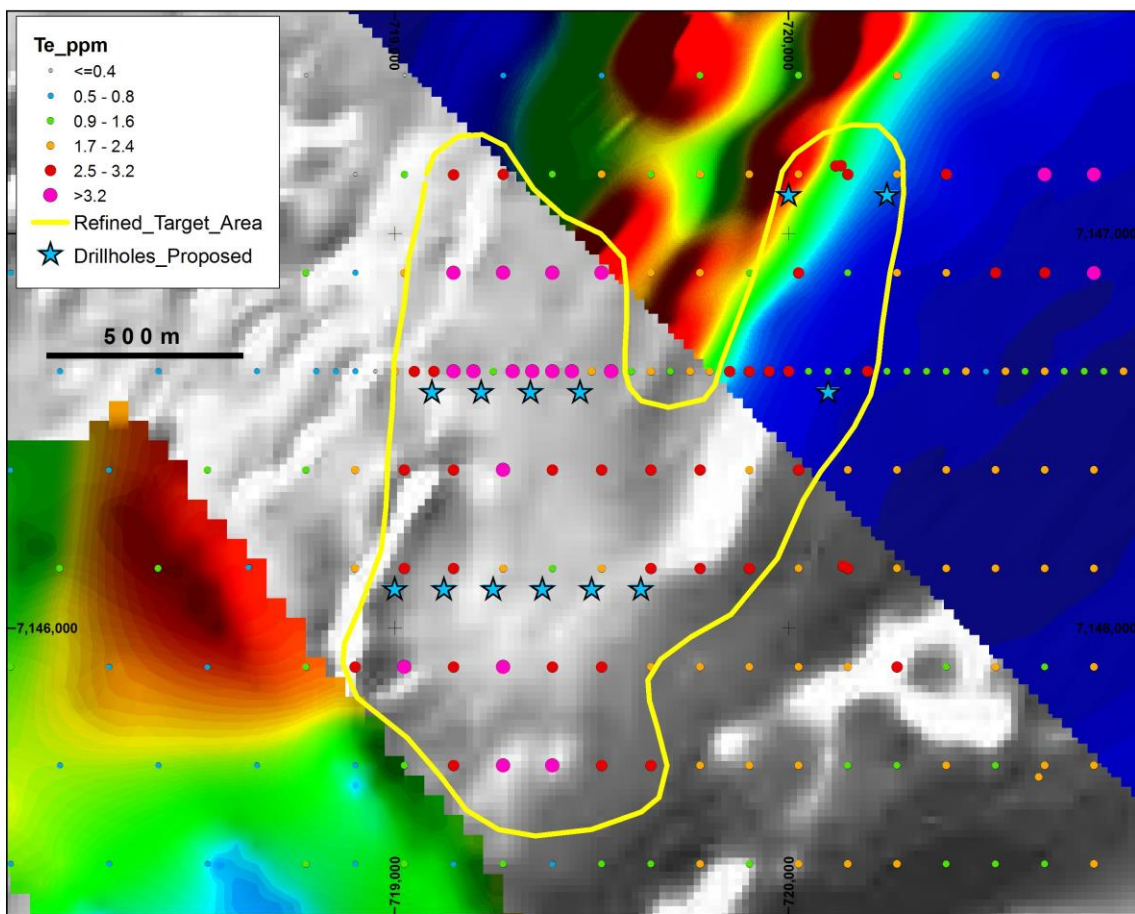 719,000
720,000
Te_ppm
<=0.4
0.5 - 0.8
0.9 - 1.6
1.7 - 2.4
2.5 - 3.2
>3.2
Refined_Target_Area
Drillholes_Proposed
7,147,000
500 m
7,146,000
7,146,000
719,000
720,000